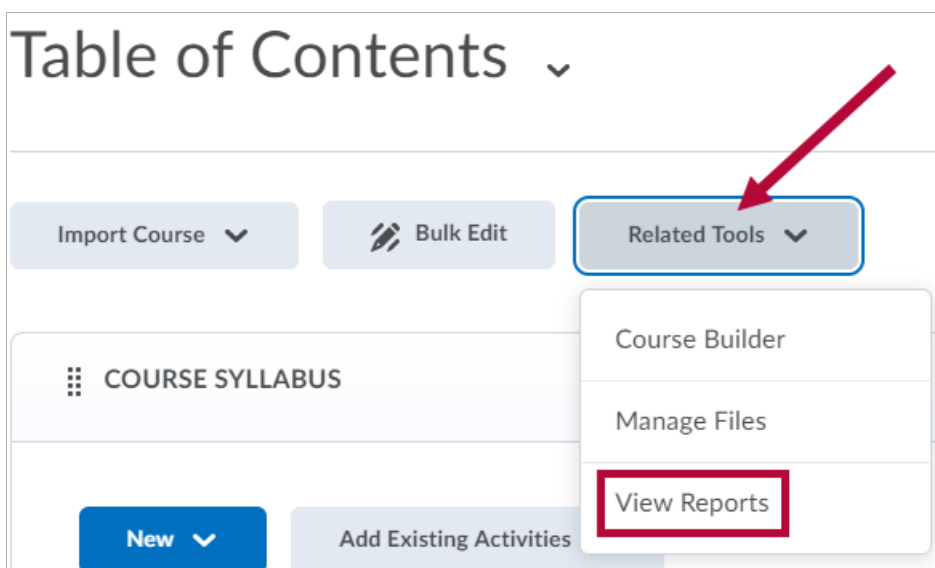 Table of Contents
Import Course
Bulk Edit
Related Tools
Course Builder
COURSE SYLLABUS
Manage Files
View Reports
New
Add Existing Activities